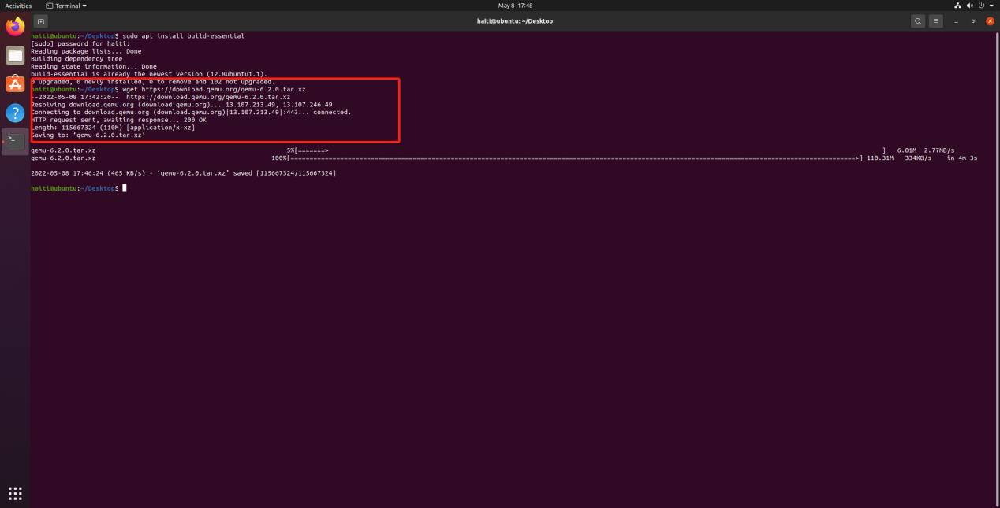 Activities Terminal May 8 17:48
haiti@ubuntu: ~/Desktop
haiti@ubuntu:~/Desktop$ sudo apt install build-essential
[sudo] password for haiti:
Reading package lists... Done
Building dependency tree
Reading state information... Done
build-essential is already the newest version (12.8ubuntu1.1).
0 upgraded, 0 newly installed, 0 to remove and 102 not upgraded.
haiti@ubuntu:~/Desktop$ wget https://download.qemu.org/qemu-6.2.0.tar.xz
--2022-05-08 17:42:20-- https://download.qemu.org/qemu-6.2.0.tar.xz
Resolving download.qemu.org (download.qemu.org)... 13.107.213.49, 13.107.246.49
Connecting to download.qemu.org (download.qemu.org)|13.107.213.49|:443... connected.
HTTP request sent, awaiting response... 200 OK
Length: 115667324 (110M) [application/x-xz]
Saving to: ‘qemu-6.2.0.tar.xz’
qemu-6.2.0.tar.xz 5%[=======> ] 6.01M 2.77MB/s
qemu-6.2.0.tar.xz 100%[=====================================================================================================================================================>] 110.31M 334KB/s in 4m 3s
2022-05-08 17:46:24 (465 KB/s) - ‘qemu-6.2.0.tar.xz’ saved [115667324/115667324]
haiti@ubuntu:~/Desktop$